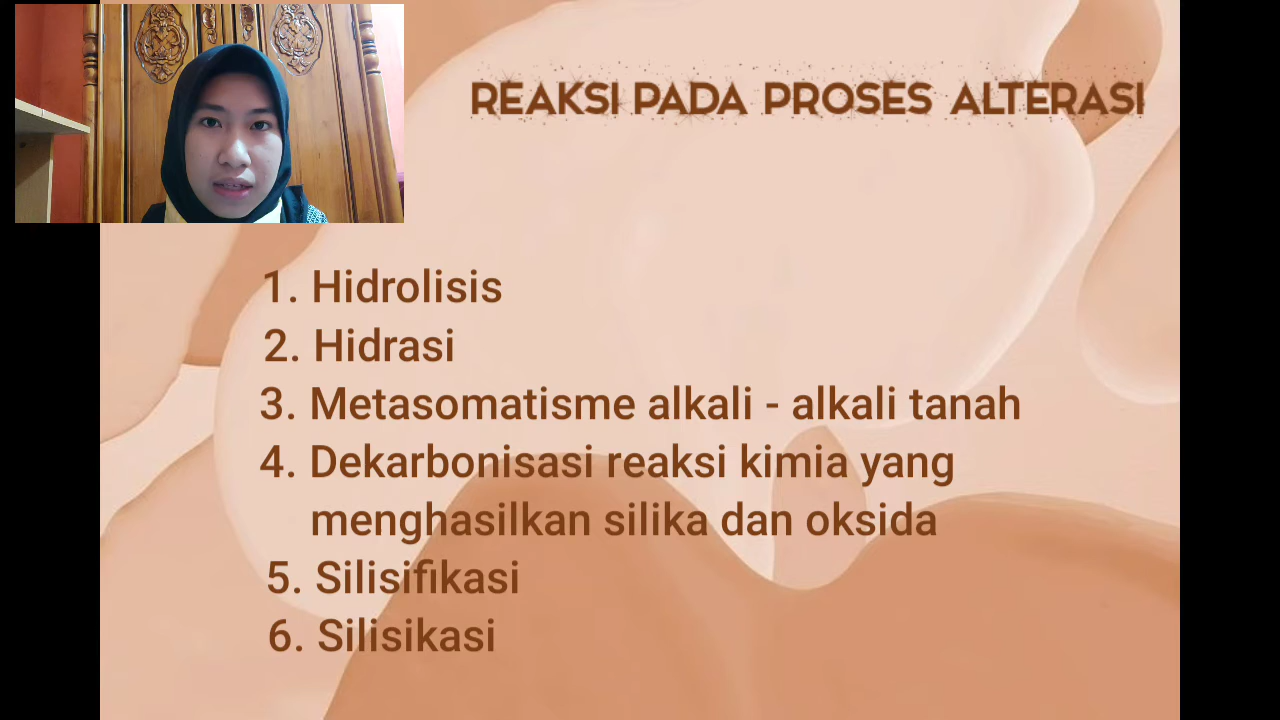 REAKSI PADA PROSES ALTERASI
1. Hidrolisis
2. Hidrasi
3. Metasomatisme alkali - alkali tanah
4. Dekarbonisasi reaksi kimia yang
menghasilkan silika dan oksida
5. Silisifikasi
6. Silisikasi